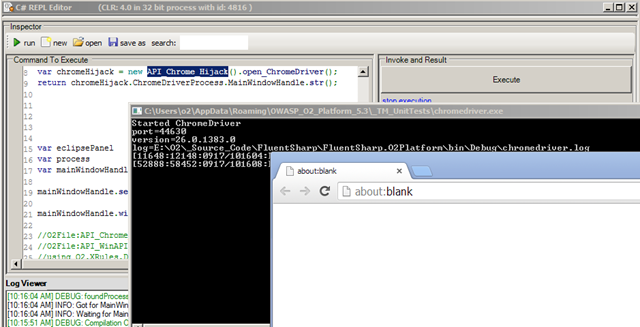 C# REPL Editor (CLR: 4.0 in 32 bit process with id: 4816 )
Inspector
run new open save as search:
Command To Execute
8 var chromeHijack = new API_Chrome_Hijack().open_ChromeDriver();
9 return chromeHijack.ChromeDriverProcess.MainWindowHandle.str();
10
11
12
13
14
15 var eclipsePanel
16 var process
17 var mainWindowHandl
18
19 mainWindowHandle.se
20
21 mainWindowHandle.wi
22
23 //O2File:API_Chrome
24 //O2File:API_WinAPI
25 //using O2.XRules.D
Invoke and Result
Execute
stop execution
C:\Users\o2\AppData\Roaming\OWASP_O2_Platform_5.3\_TM_UnitTests\chromedriver.exe
Started ChromeDriver
port=44630
version=26.0.1383.0
log=E:\O2\_Source_Code\FluentSharp\FluentSharp.O2Platform\bin\Debug\chromedriver.log
[11648:12148:0917/101604:
[52888:58452:0917/101608:
about:blank
about:blank
Log Viewer
[10:16:04 AM] DEBUG: foundProcess
[10:16:04 AM] INFO: Got for MainWin
[10:16:04 AM] INFO: Waiting for Main
[10:15:51 AM] DEBUG: Compilation C